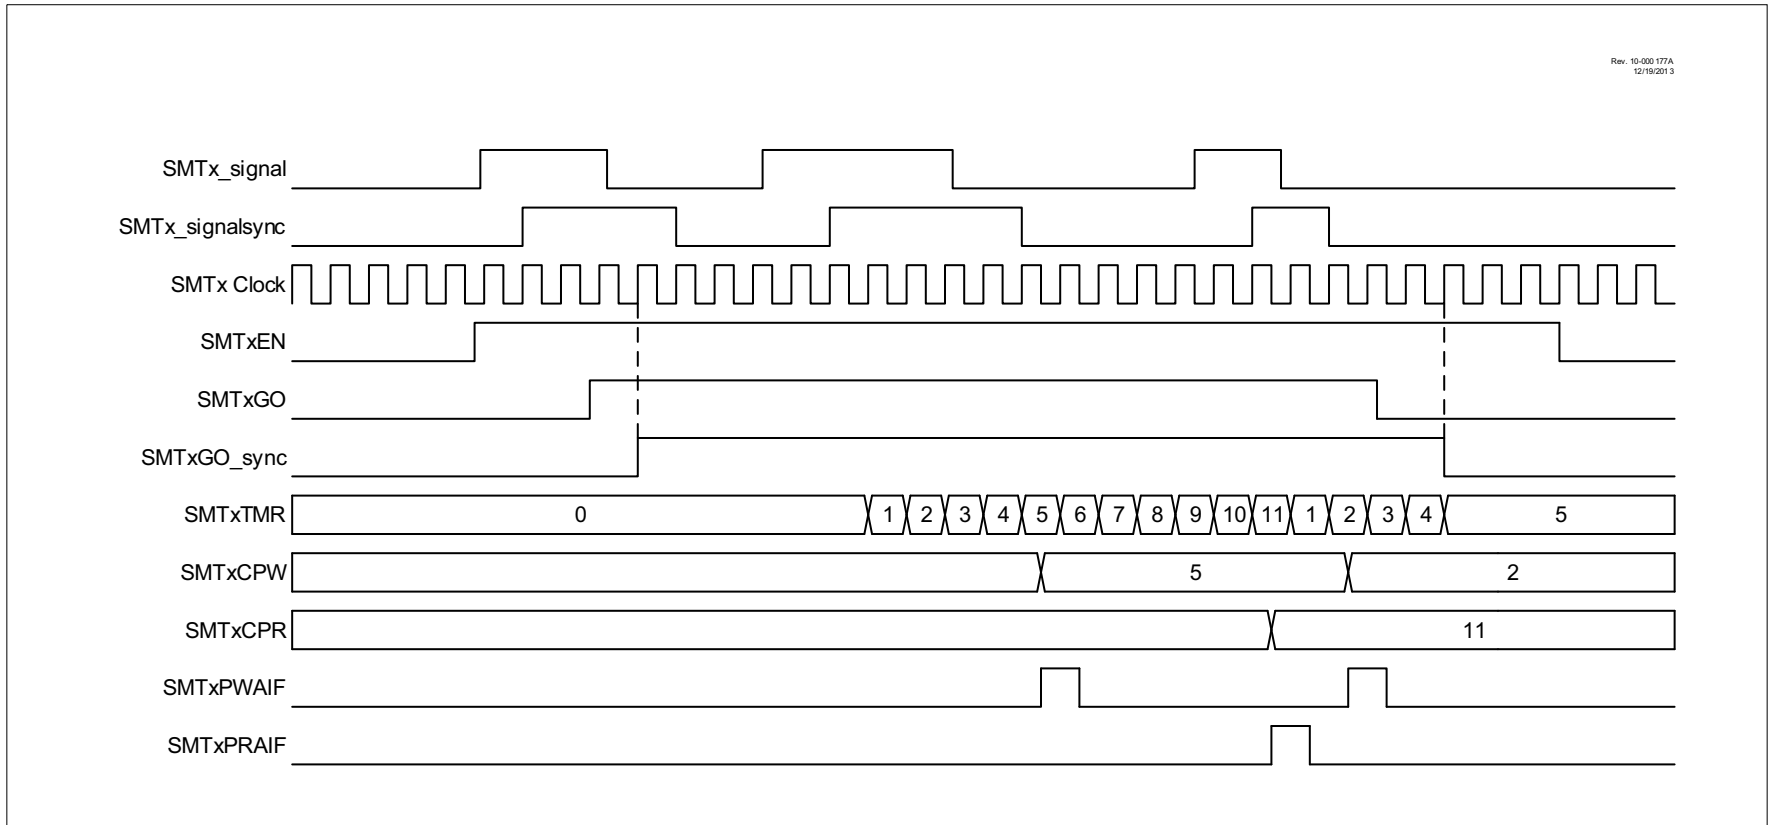 Rev. 10-000 177A
12/19/201 3
SMTx_signal
SMTx_signalsync
SMTx Clock
SMTxEN
SMTxGO
SMTxGO_sync
SMTxTMR 0 1 2 3 4 5 6 7 8 9 10 11 1 2 3 4 5
SMTxCPW 5 2
SMTxCPR 11
SMTxPWAIF
SMTxPRAIF